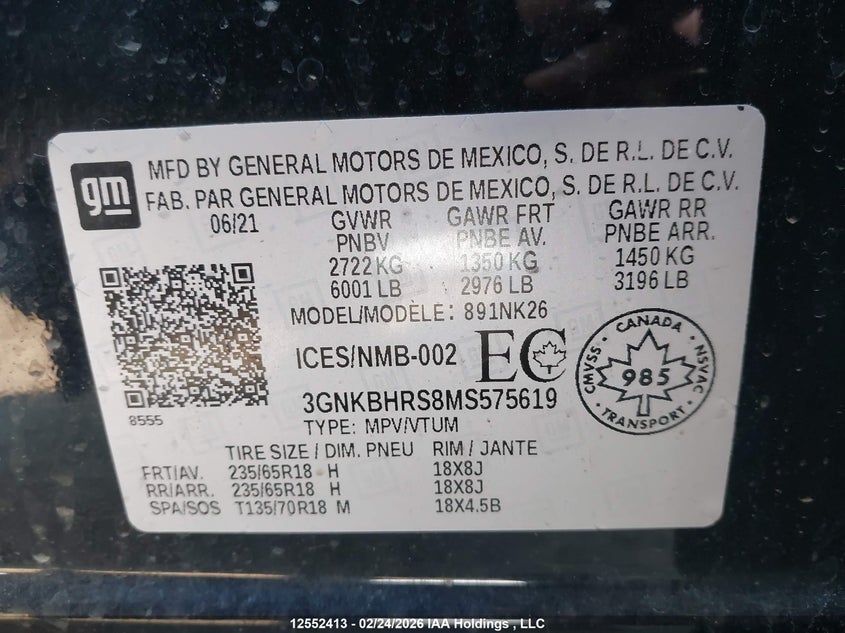 gm
MFD BY GENERAL MOTORS DE MEXICO, S. DE R.L. DE C.V.
FAB. PAR GENERAL MOTORS DE MEXICO, S. DE R.L. DE C.V.
06/21 GVWR GAWR FRT GAWR RR
PNBV PNBE AV. PNBE ARR.
2722 KG 1350 KG 1450 KG
6001 LB 2976 LB 3196 LB
MODEL/MODÈLE: 891NK26
ICES/NMB-002 EC
CANADA
CMVSS 985 NSVAC
TRANSPORT
8555
3GNKBHRS8MS575619
TYPE: MPV/VTUM
TIRE SIZE / DIM. PNEU RIM / JANTE
FRT/AV. 235/65R18 H 18X8J
RR/ARR. 235/65R18 H 18X8J
SPA/SOS T135/70R18 M 18X4.5B
12552413 - 02/24/2026 IAA Holdings , LLC